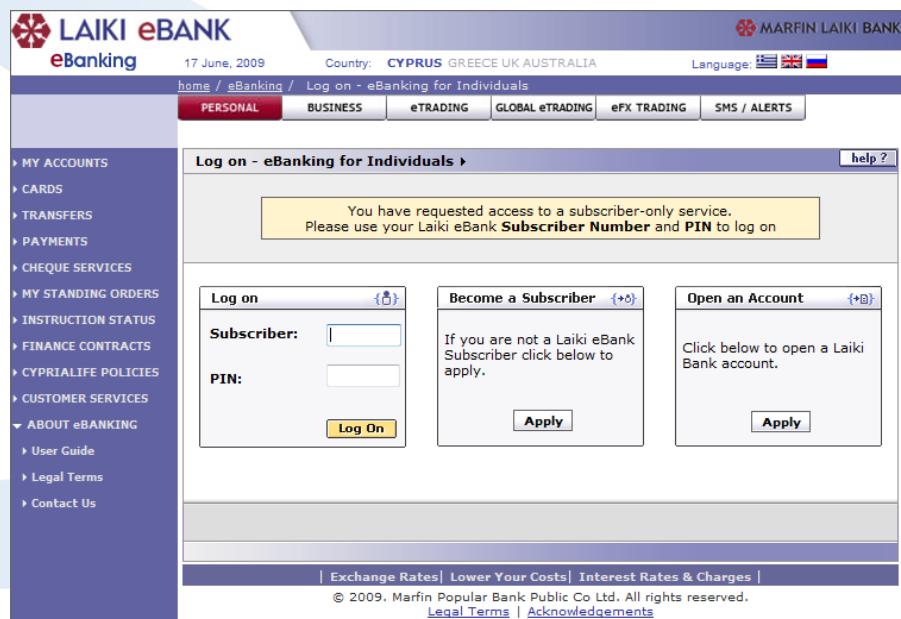 LAIKI eBANK
MARFIN LAIKI BANK
eBanking
17 June, 2009
Country: CYPRUS GREECE UK AUSTRALIA
Language:
home / eBanking / Log on - eBanking for Individuals
PERSONAL
BUSINESS
eTRADING
GLOBAL eTRADING
eFX TRADING
SMS / ALERTS
MY ACCOUNTS
CARDS
TRANSFERS
PAYMENTS
CHEQUE SERVICES
MY STANDING ORDERS
INSTRUCTION STATUS
FINANCE CONTRACTS
CYPRIALIFE POLICIES
CUSTOMER SERVICES
ABOUT eBANKING
User Guide
Legal Terms
Contact Us
Log on - eBanking for Individuals
help ?
You have requested access to a subscriber-only service.
Please use your Laiki eBank Subscriber Number and PIN to log on
Log on
Subscriber:
PIN:
Log On
Become a Subscriber
If you are not a Laiki eBank
Subscriber click below to
apply.
Apply
Open an Account
Click below to open a Laiki
Bank account.
Apply
| Exchange Rates| Lower Your Costs| Interest Rates & Charges |
© 2009. Marfin Popular Bank Public Co Ltd. All rights reserved.
Legal Terms | Acknowledgements